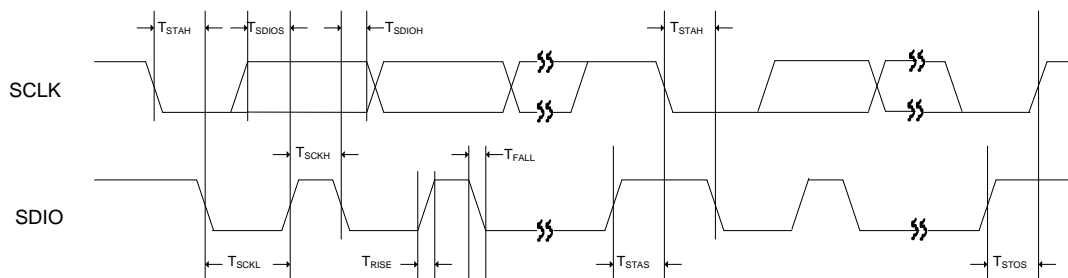 TSTAH TSDIOS TSDIOH TSTAH
SCLK
TSCKH TFALL
SDIO
TSCKL TRISE TSTAS TSTOS